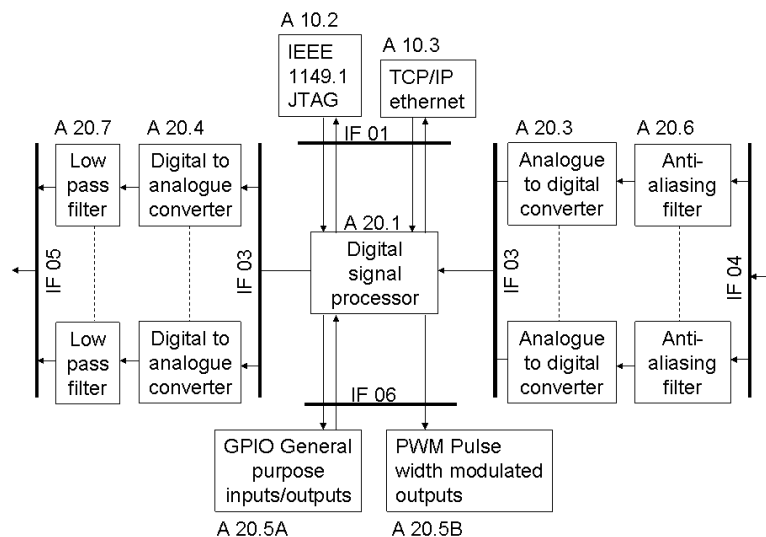 A 10.2
IEEE
1149.1
JTAG
A 10.3
TCP/IP
ethernet
IF 01
A 20.7
Low
pass
filter
A 20.4
Digital to
analogue
converter
A 20.3
Analogue
to digital
converter
A 20.6
Anti-
aliasing
filter
A 20.1
Digital
signal
processor
IF 05
IF 03
IF 03
IF 04
Low
pass
filter
Digital to
analogue
converter
Analogue
to digital
converter
Anti-
aliasing
filter
IF 06
GPIO General
purpose
inputs/outputs
A 20.5A
PWM Pulse
width modulated
outputs
A 20.5B